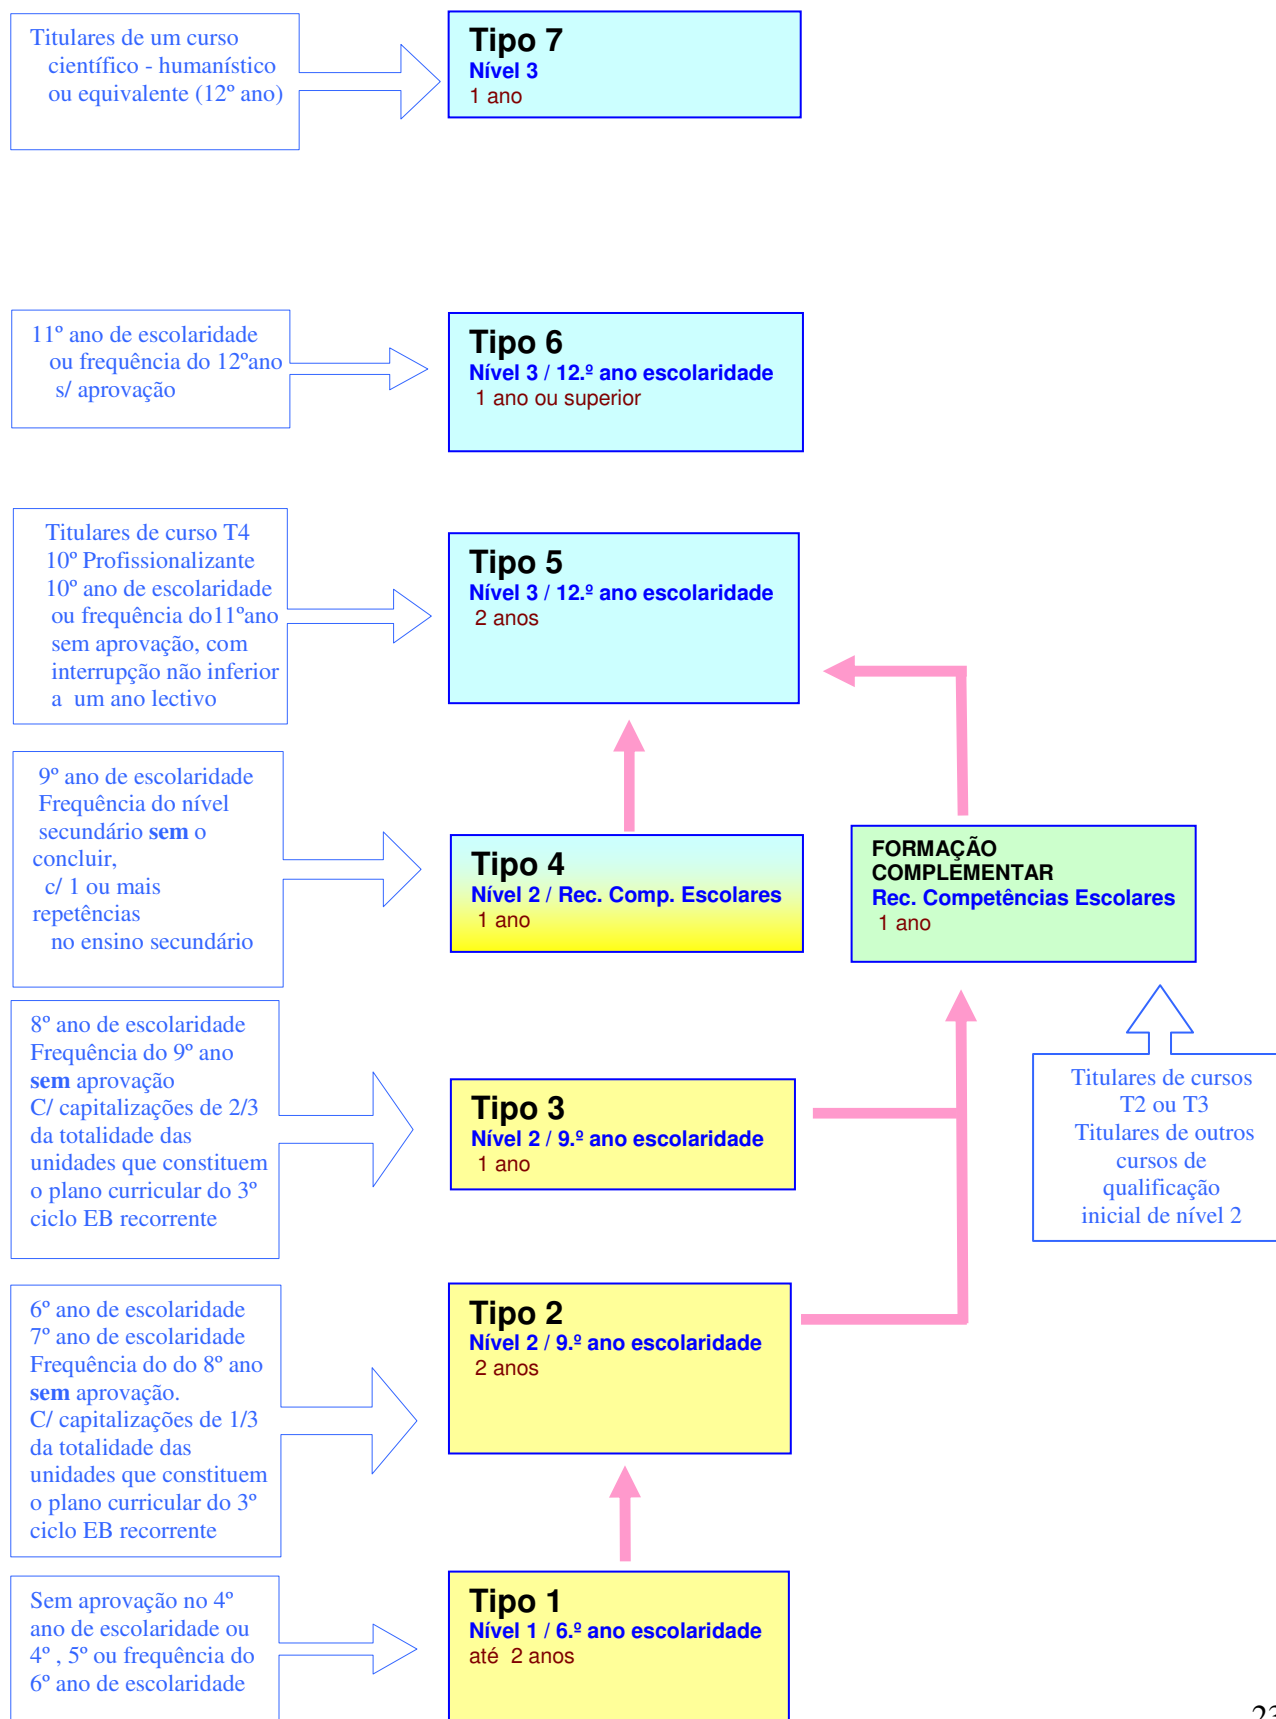 Titulares de um curso
científico - humanístico
ou equivalente (12º ano)
Tipo 7
Nível 3
1 ano
11º ano de escolaridade
ou frequência do 12ºano
s/ aprovação
Tipo 6
Nível 3 / 12.º ano escolaridade
1 ano ou superior
Titulares de curso T4
10º Profissionalizante
10º ano de escolaridade
ou frequência do11ºano
sem aprovação, com
interrupção não inferior
a um ano lectivo
Tipo 5
Nível 3 / 12.º ano escolaridade
2 anos
9º ano de escolaridade
Frequência do nível
secundário sem o
concluir,
c/ 1 ou mais
repetências
no ensino secundário
Tipo 4
Nível 2 / Rec. Comp. Escolares
1 ano
FORMAÇÃO
COMPLEMENTAR
Rec. Competências Escolares
1 ano
8º ano de escolaridade
Frequência do 9º ano
sem aprovação
C/ capitalizações de 2/3
da totalidade das
unidades que constituem
o plano curricular do 3º
ciclo EB recorrente
Tipo 3
Nível 2 / 9.º ano escolaridade
1 ano
Titulares de cursos
T2 ou T3
Titulares de outros
cursos de
qualificação
inicial de nível 2
6º ano de escolaridade
7º ano de escolaridade
Frequência do do 8º ano
sem aprovação.
C/ capitalizações de 1/3
da totalidade das
unidades que constituem
o plano curricular do 3º
ciclo EB recorrente
Tipo 2
Nível 2 / 9.º ano escolaridade
2 anos
Sem aprovação no 4º
ano de escolaridade ou
4º , 5º ou frequência do
6º ano de escolaridade
Tipo 1
Nível 1 / 6.º ano escolaridade
até 2 anos
23